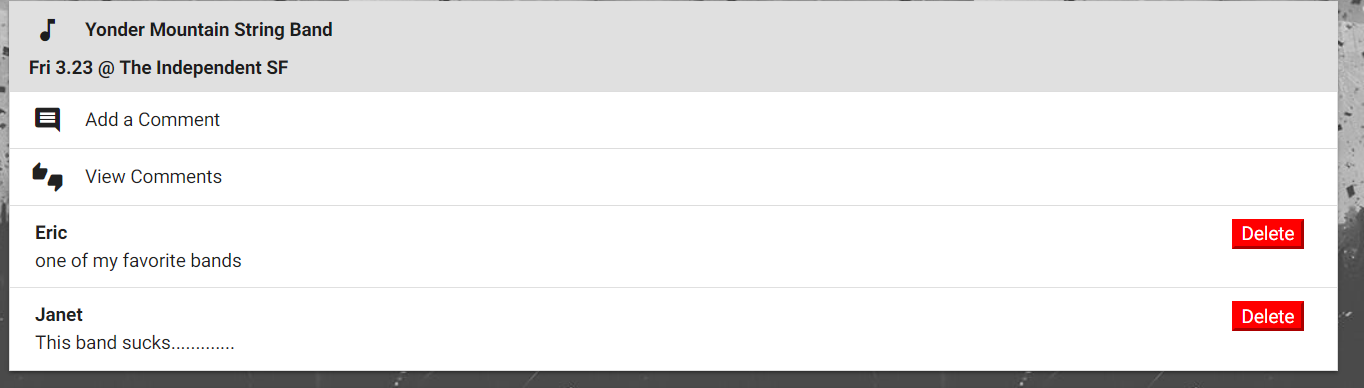 Yonder Mountain String Band
Fri 3.23 @ The Independent SF
Add a Comment
View Comments
Eric
Delete
one of my favorite bands
Janet
Delete
This band sucks.............